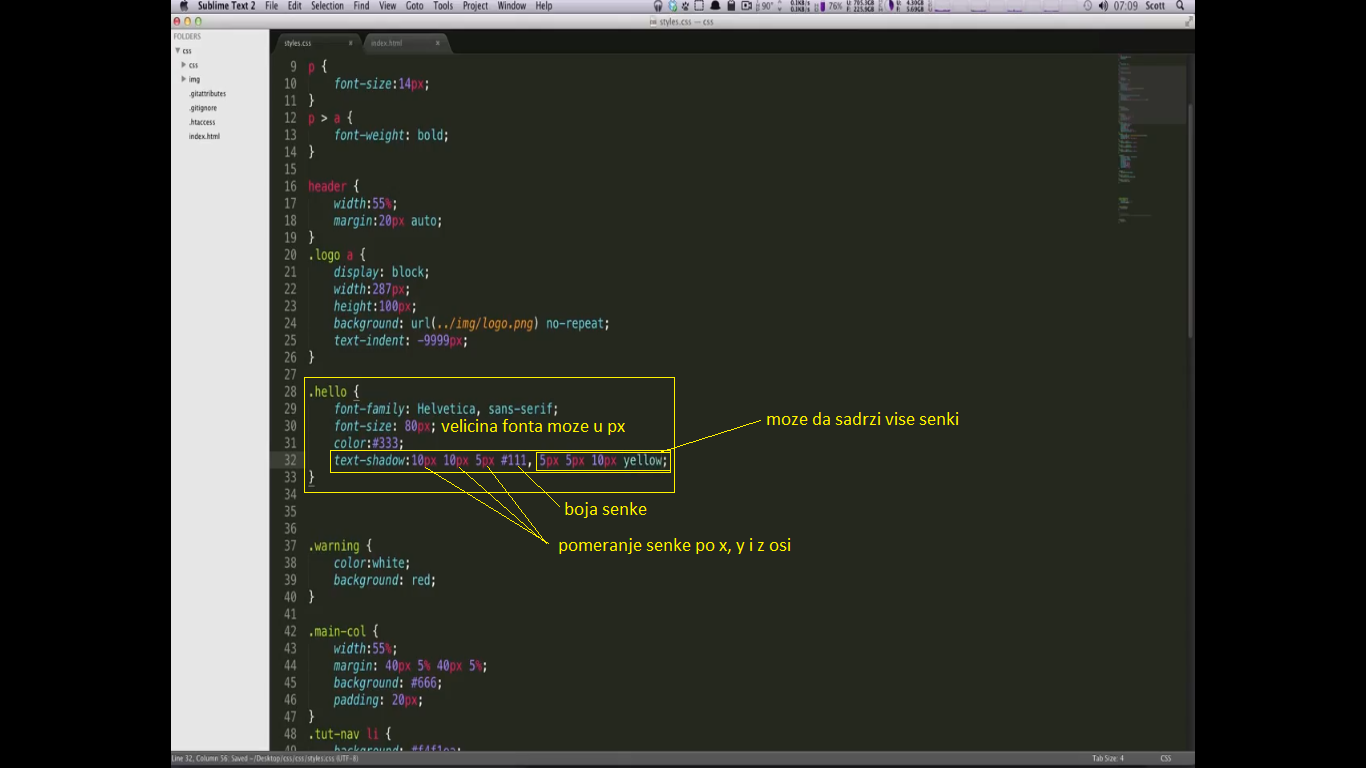 Sublime Text 2 File Edit Selection Find View Goto Tools Project Window Help 90° 76% 07:09 Scott
styles.css — css
FOLDERS
css
css
img
.gitattributes
.gitignore
.htaccess
index.html
styles.css × index.html ×
9 p {
10 font-size:14px;
11 }
12 p > a {
13 font-weight: bold;
14 }
15
16 header {
17 width:55%;
18 margin:20px auto;
19 }
20 .logo a {
21 display: block;
22 width:287px;
23 height:100px;
24 background: url(../img/logo.png) no-repeat;
25 text-indent: -9999px;
26 }
27
28 .hello {
29 font-family: Helvetica, sans-serif;
30 font-size: 80px; velicina fonta moze u px
31 color:#333;
32 text-shadow:10px 10px 5px #111, 5px 5px 10px yellow;
33 }
34
35
36
37 .warning {
38 color:white;
39 background: red;
40 }
41
42 .main-col {
43 width:55%;
44 margin: 40px 5% 40px 5%;
45 background: #666;
46 padding: 20px;
47 }
48 .tut-nav li {
49 background: #f4f1ea;
moze da sadrzi vise senki
boja senke
pomeranje senke po x, y i z osi
Line 32, Column 56; Saved ~/Desktop/css/css/styles.css (UTF-8) Tab Size: 4 CSS